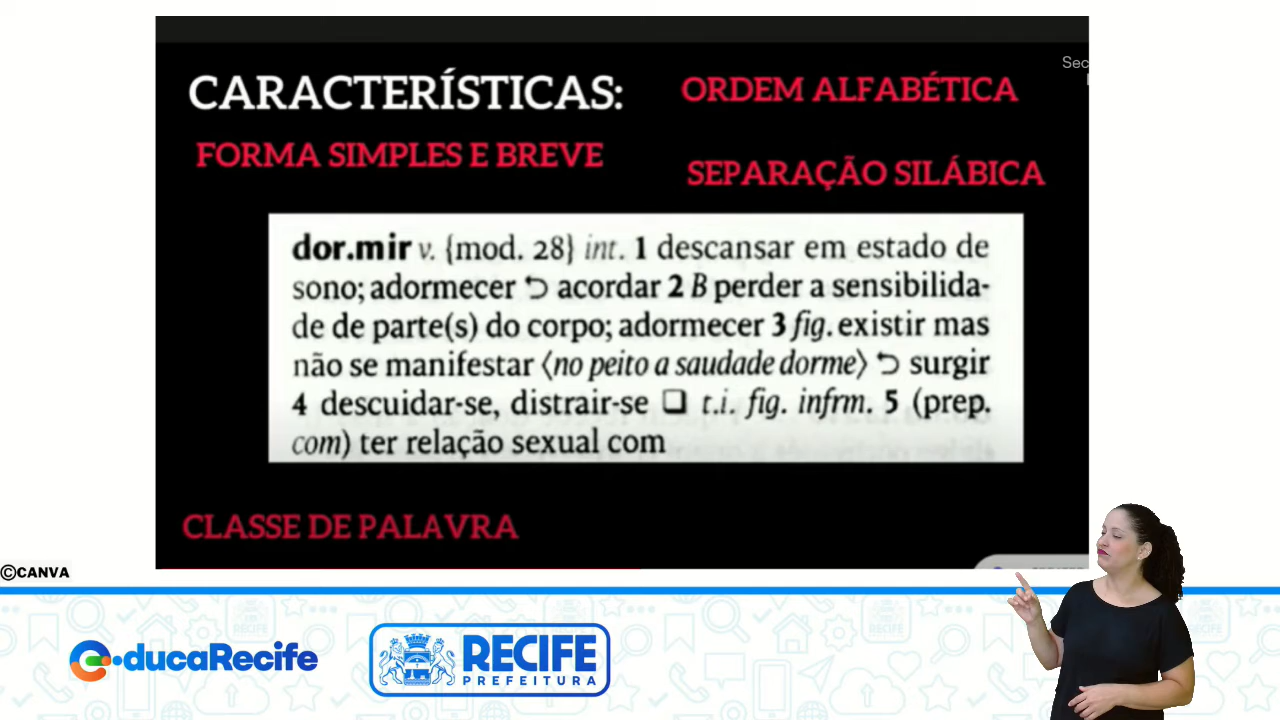 Sec
CARACTERÍSTICAS:
ORDEM ALFABÉTICA
FORMA SIMPLES E BREVE
SEPARAÇÃO SILÁBICA
dor.mir v. {mod. 28} int. 1 descansar em estado de
sono; adormecer ⮌ acordar 2 B perder a sensibilida-
de de parte(s) do corpo; adormecer 3 fig. existir mas
não se manifestar ⟨no peito a saudade dorme⟩ ⮌ surgir
4 descuidar-se, distrair-se ❑ t.i. fig. infrm. 5 (prep.
com) ter relação sexual com
CLASSE DE PALAVRA
©CANVA
educaRecife
RECIFE
PREFEITURA